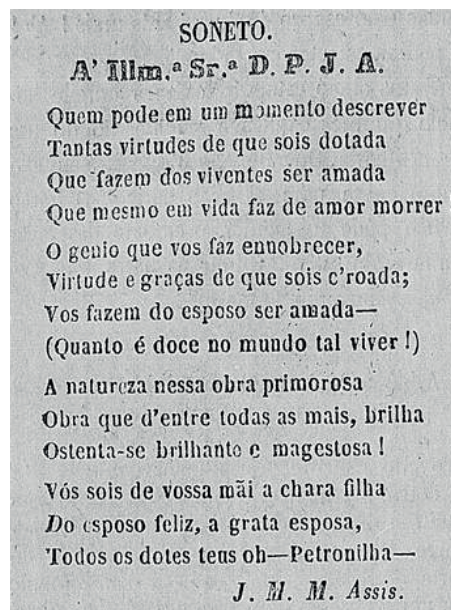 SONETO.
A' Illm.ª Sr.ª D. P. J. A.
Quem pode em um momento descrever
Tantas virtudes de que sois dotada
Que fazem dos viventes ser amada
Que mesmo em vida faz de amor morrer
O genio que vos faz ennobrecer,
Virtude e graças de que sois c'roada;
Vos fazem do esposo ser amada—
(Quanto é doce no mundo tal viver!)
A natureza nessa obra primorosa
Obra que d'entre todas as mais, brilha
Ostenta-se brilhante e magestosa!
Vós sois de vossa mãi a chara filha
Do esposo feliz, a grata esposa,
Todos os dotes tens oh—Petronilha—
J. M. M. Assis.